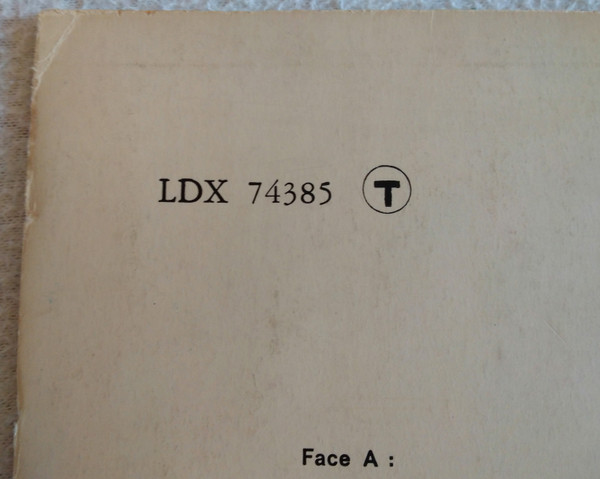 LDX 74385 T
Face A :